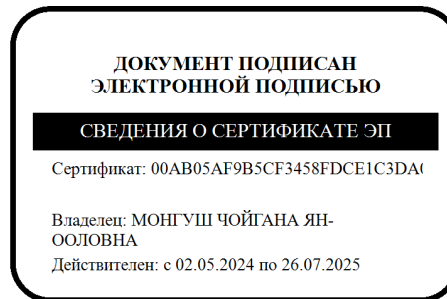 ДОКУМЕНТ ПОДПИСАН
ЭЛЕКТРОННОЙ ПОДПИСЬЮ
СВЕДЕНИЯ О СЕРТИФИКАТЕ ЭП
Сертификат: 00AB05AF9B5CF3458FDCE1C3DA0
Владелец: МОНГУШ ЧОЙГАНА ЯН-
ООЛОВНА
Действителен: с 02.05.2024 по 26.07.2025